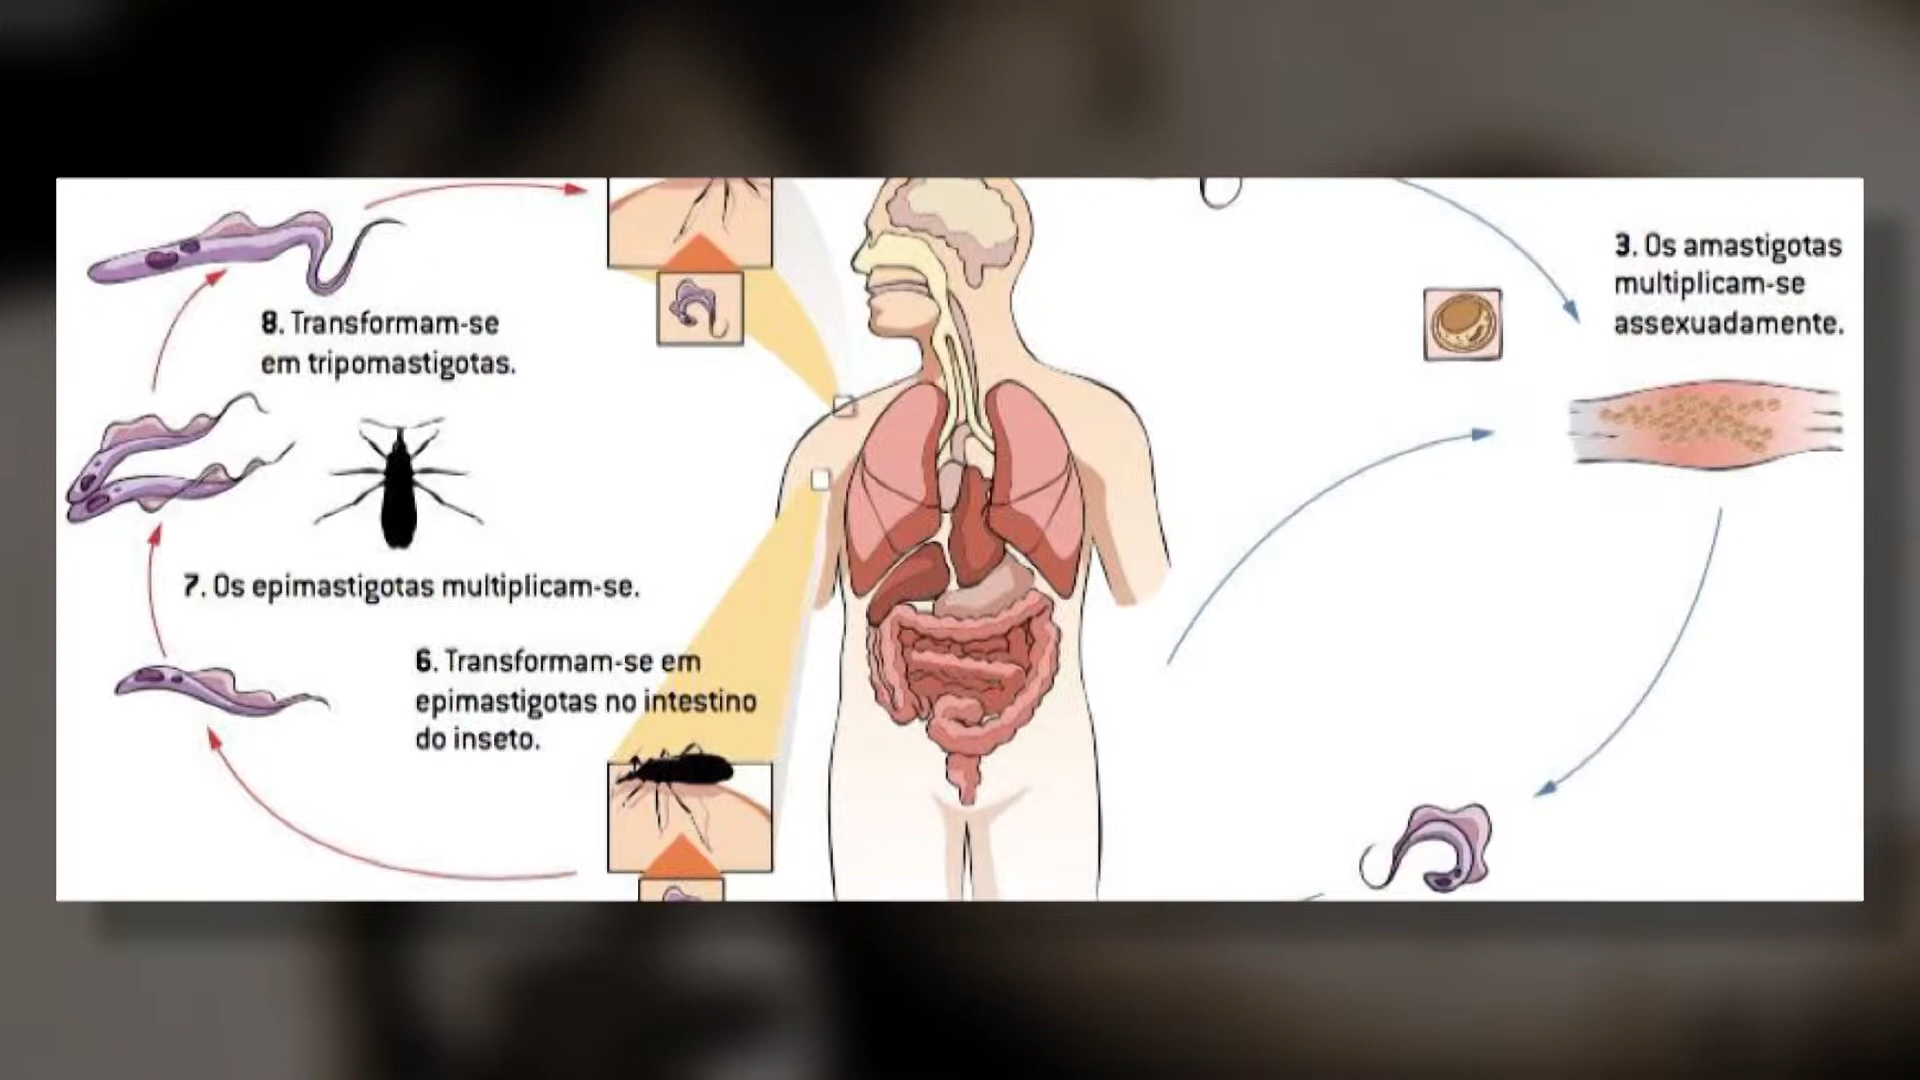 3. Os amastigotas
multiplicam-se
assexuadamente.
8. Transformam-se
em tripomastigotas.
7. Os epimastigotas multiplicam-se.
6. Transformam-se em
epimastigotas no intestino
do inseto.